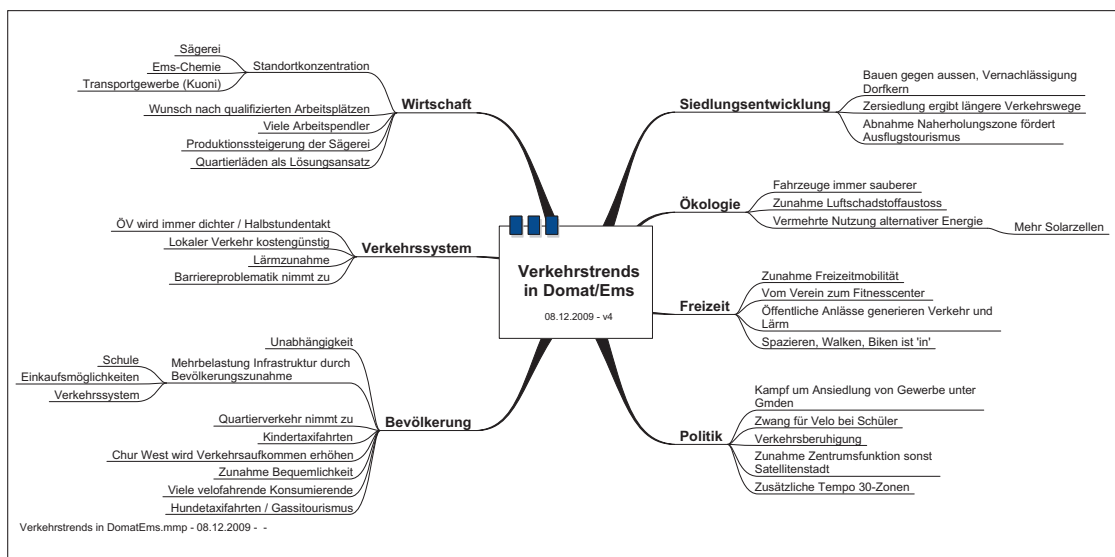 Verkehrstrends
in Domat/Ems
08.12.2009 - v4
Wirtschaft
Standortkonzentration
Sägerei
Ems-Chemie
Transportgewerbe (Kuoni)
Wunsch nach qualifizierten Arbeitsplätzen
Viele Arbeitspendler
Produktionssteigerung der Sägerei
Quartierläden als Lösungsansatz
Verkehrssystem
ÖV wird immer dichter / Halbstundentakt
Lokaler Verkehr kostengünstig
Lärmzunahme
Barriereproblematik nimmt zu
Bevölkerung
Unabhängigkeit
Mehrbelastung Infrastruktur durch
Bevölkerungszunahme
Schule
Einkaufsmöglichkeiten
Verkehrssystem
Quartierverkehr nimmt zu
Kindertaxifahrten
Chur West wird Verkehrsaufkommen erhöhen
Zunahme Bequemlichkeit
Viele velofahrende Konsumierende
Hundetaxifahrten / Gassitourismus
Siedlungsentwicklung
Bauen gegen aussen, Vernachlässigung
Dorfkern
Zersiedlung ergibt längere Verkehrswege
Abnahme Naherholungszone fördert
Ausflugstourismus
Ökologie
Fahrzeuge immer sauberer
Zunahme Luftschadstoffaustoss
Vermehrte Nutzung alternativer Energie
Mehr Solarzellen
Freizeit
Zunahme Freizeitmobilität
Vom Verein zum Fitnesscenter
Öffentliche Anlässe generieren Verkehr und
Lärm
Spazieren, Walken, Biken ist 'in'
Politik
Kampf um Ansiedlung von Gewerbe unter
Gmden
Zwang für Velo bei Schüler
Verkehrsberuhigung
Zunahme Zentrumsfunktion sonst
Satellitenstadt
Zusätzliche Tempo 30-Zonen
Verkehrstrends in DomatEms.mmp - 08.12.2009 - -